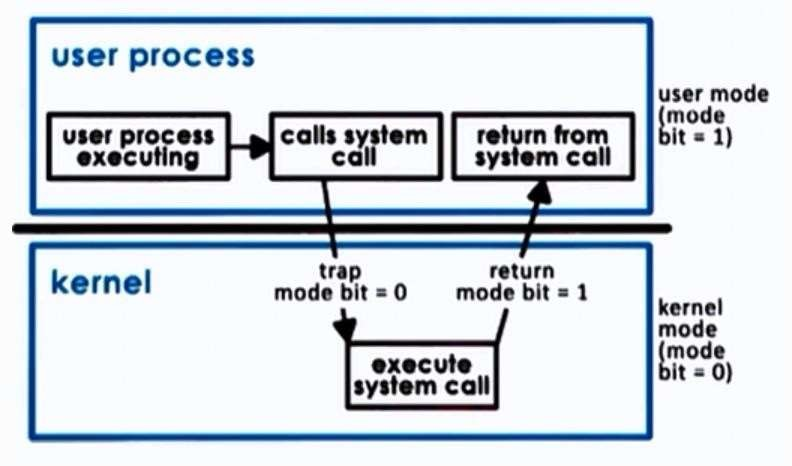 user process
user process
executing
calls system
call
return from
system call
user mode
(mode
bit = 1)
kernel
trap
mode bit = 0
return
mode bit = 1
execute
system call
kernel
mode
(mode
bit = 0)